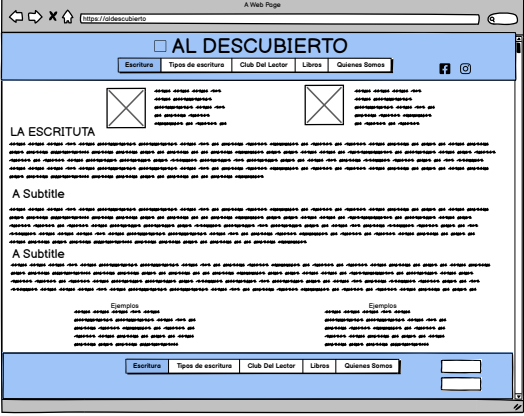 A Web Page
https://aldescubierto
AL DESCUBIERTO
Escritura Tipos de escritura Club Del Lector Libros Quienes Somos
LA ESCRITUTA
A Subtitle
A Subtitle
Ejemplos Ejemplos
Escritura Tipos de escritura Club Del Lector Libros Quienes Somos